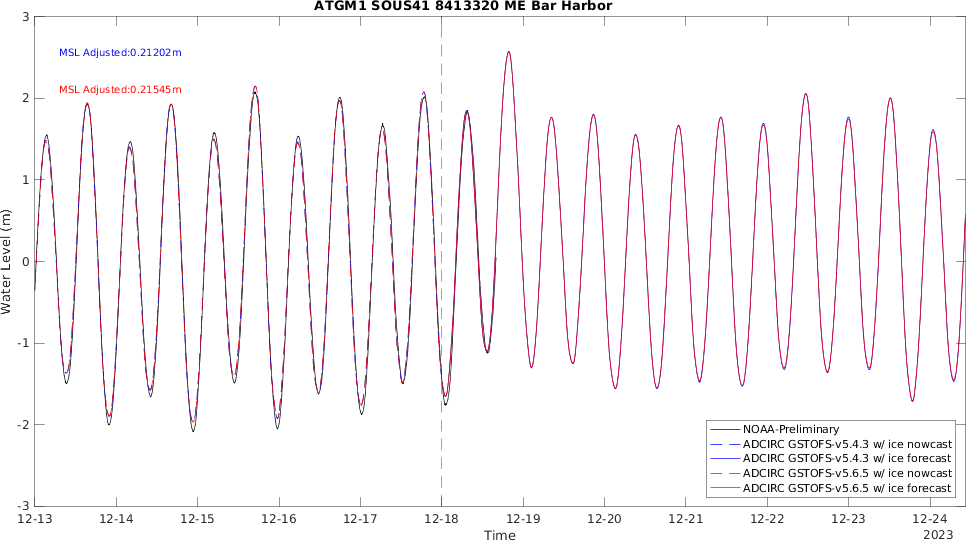 ATGM1 SOUS41 8413320 ME Bar Harbor
MSL Adjusted:0.21202m
MSL Adjusted:0.21545m
Water Level (m)
3
2
1
0
-1
-2
-3
NOAA-Preliminary
ADCIRC GSTOFS-v5.4.3 w/ ice nowcast
ADCIRC GSTOFS-v5.4.3 w/ ice forecast
ADCIRC GSTOFS-v5.6.5 w/ ice nowcast
ADCIRC GSTOFS-v5.6.5 w/ ice forecast
12-13 12-14 12-15 12-16 12-17 12-18 12-19 12-20 12-21 12-22 12-23 12-24
Time
2023